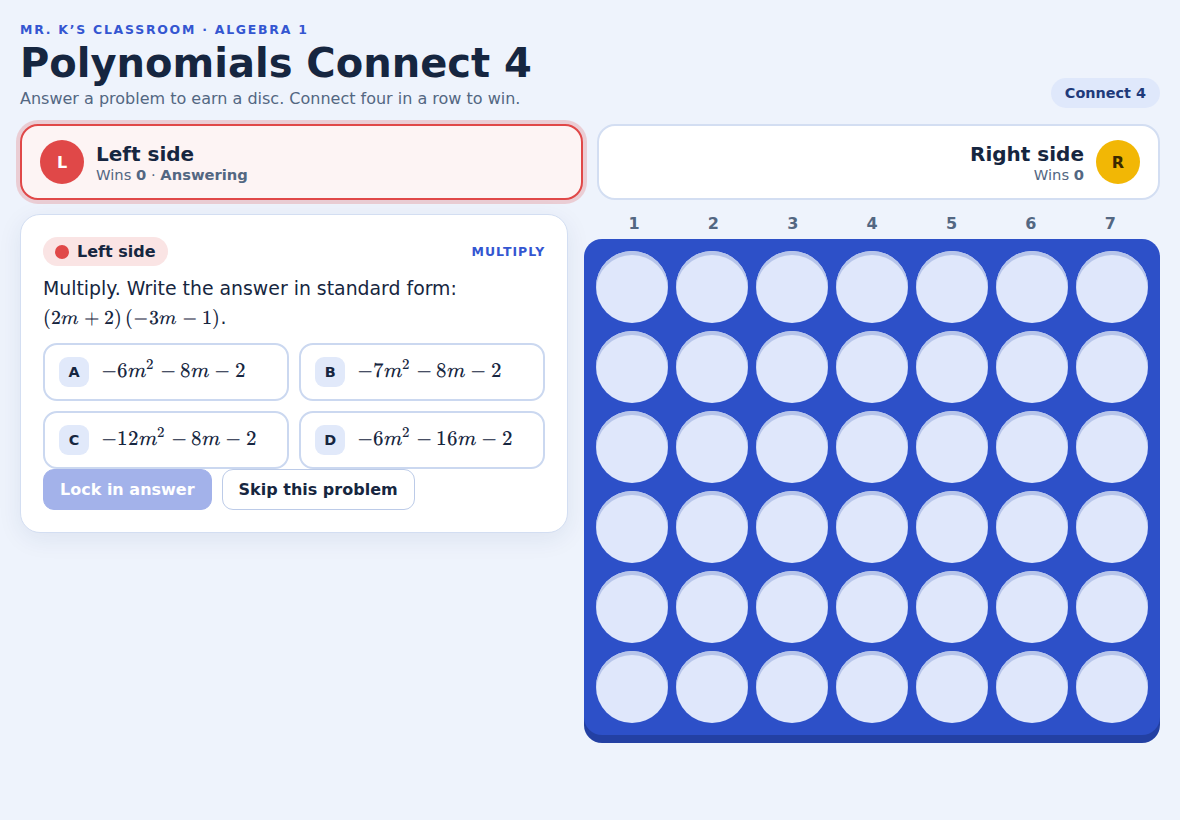 MR. K’S CLASSROOM · ALGEBRA 1
Polynomials Connect 4
Answer a problem to earn a disc. Connect four in a row to win.
Connect 4
L
Left side
Wins 0 · Answering
Right side
Wins 0
R
Left side
MULTIPLY
Multiply. Write the answer in standard form:
(2m + 2) (−3m − 1).
A −6m² − 8m − 2
B −7m² − 8m − 2
C −12m² − 8m − 2
D −6m² − 16m − 2
Lock in answer
Skip this problem
1 2 3 4 5 6 7